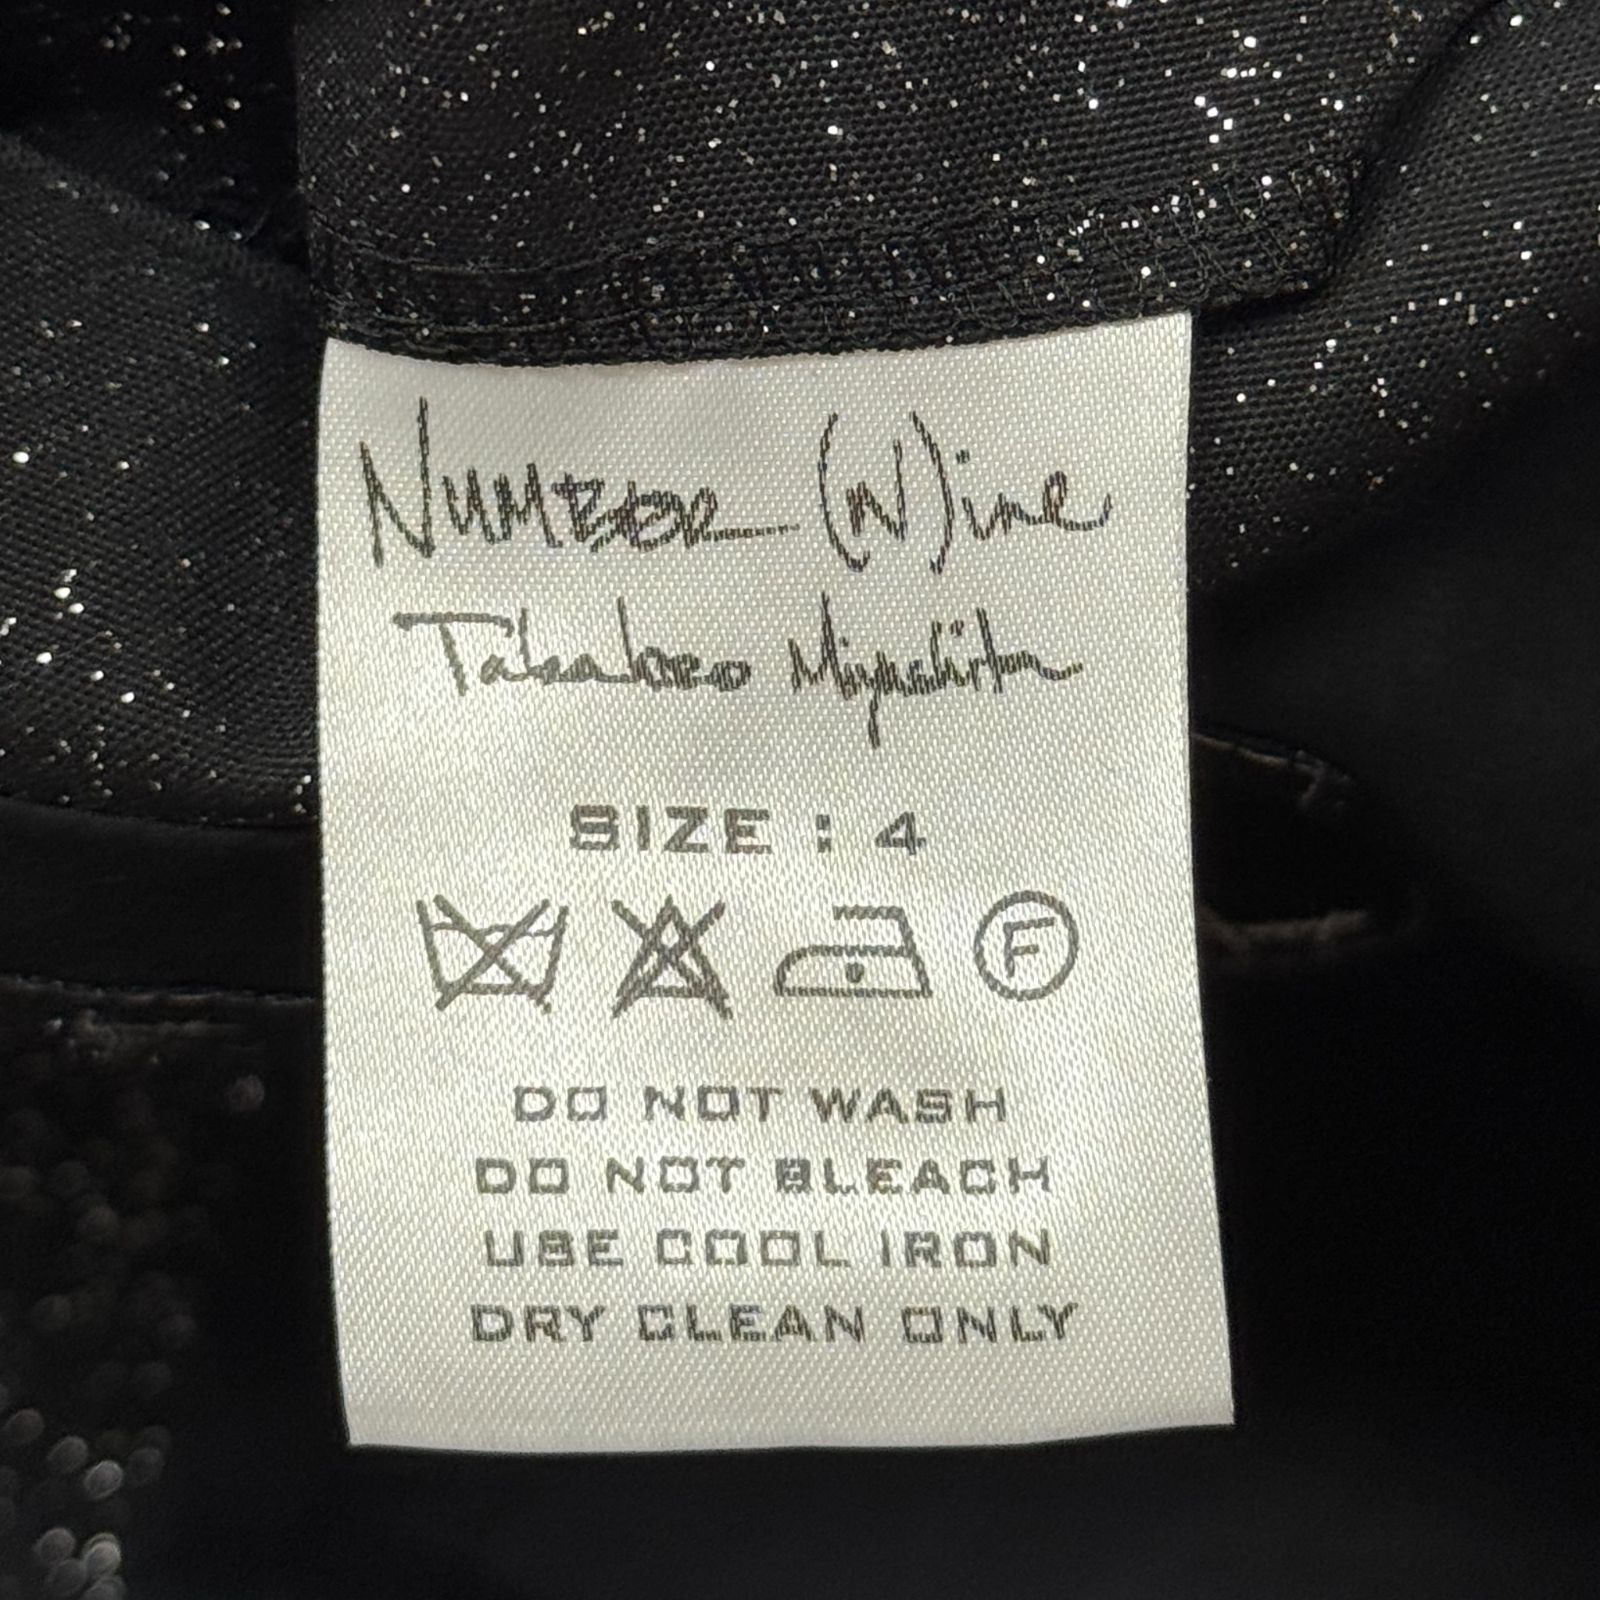 Number (N)ine
Takahiro Miyashita
SIZE : 4
F
DO NOT WASH
DO NOT BLEACH
USE COOL IRON
DRY CLEAN ONLY